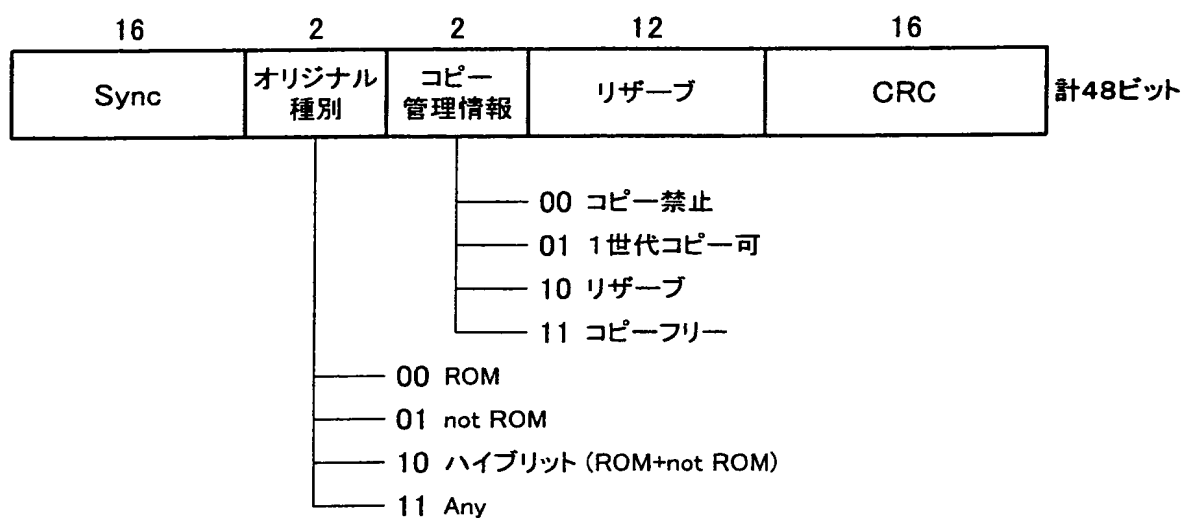 16 2 2 12 16
Sync オリジナル種別 コピー管理情報 リザーブ CRC 計48ビット
00 コピー禁止
01 1世代コピー可
10 リザーブ
11 コピーフリー
00 ROM
01 not ROM
10 ハイブリット (ROM+not ROM)
11 Any